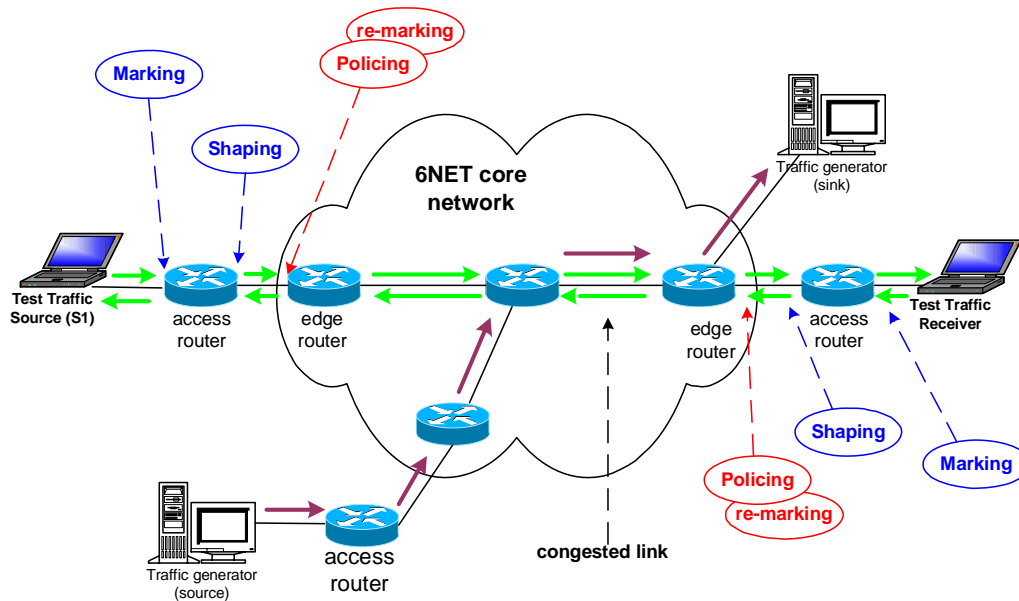 re-marking
Policing
Marking
Shaping
6NET core
network
Traffic generator
(sink)
Test Traffic
Source (S1)
access
router
edge
router
edge
router
access
router
Test Traffic
Receiver
Shaping
Marking
Policing
re-marking
congested link
Traffic generator
(source)
access
router